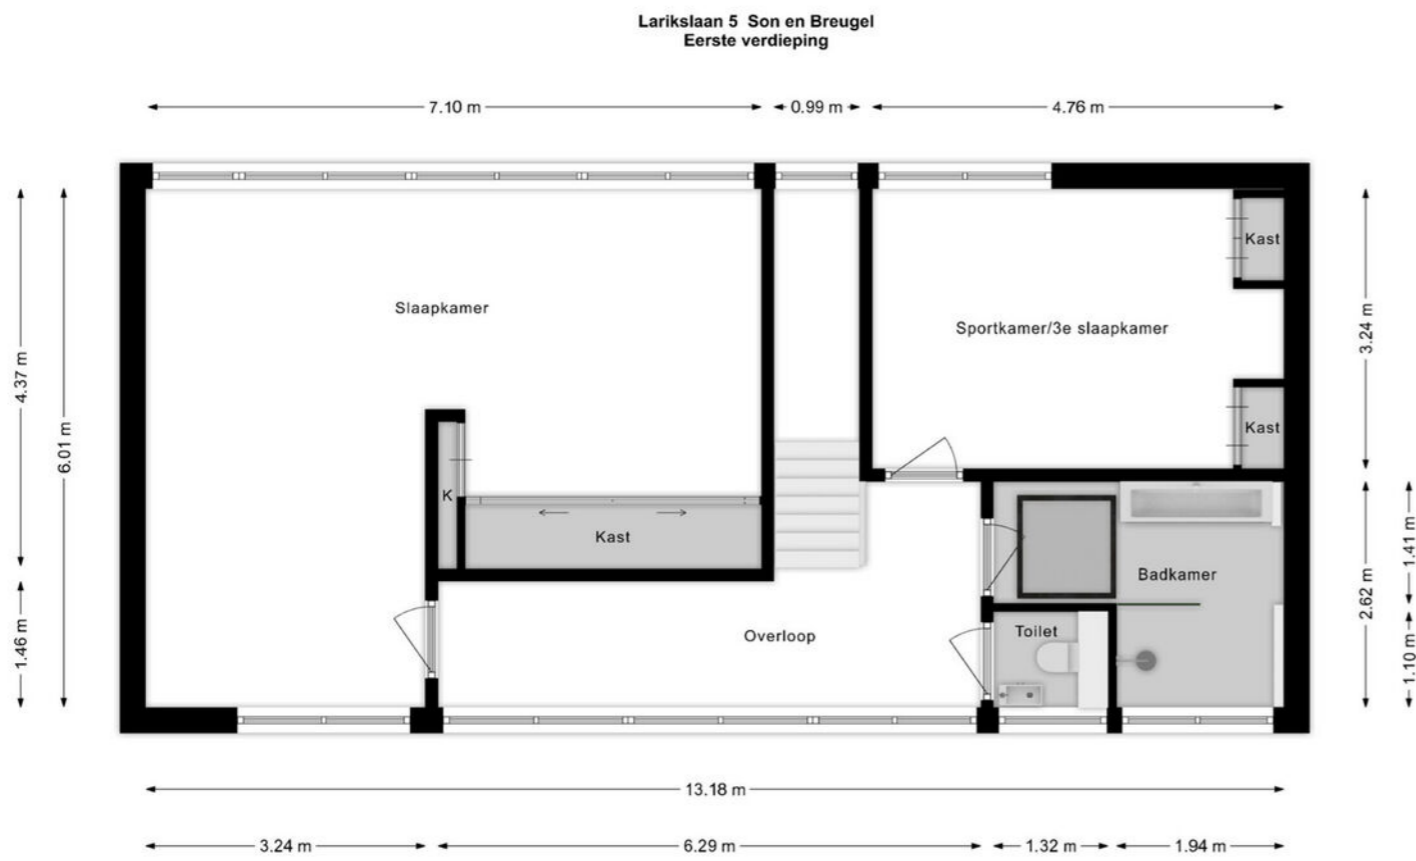 Larikslaan 5 Son en Breugel
Eerste verdieping
7.10 m
0.99 m
4.76 m
Kast
Slaapkamer
Sportkamer/3e slaapkamer
3.24 m
4.37 m
6.01 m
Kast
K
Kast
1.41 m
Badkamer
2.62 m
1.46 m
Overloop
Toilet
1.10 m
13.18 m
3.24 m
6.29 m
1.32 m
1.94 m